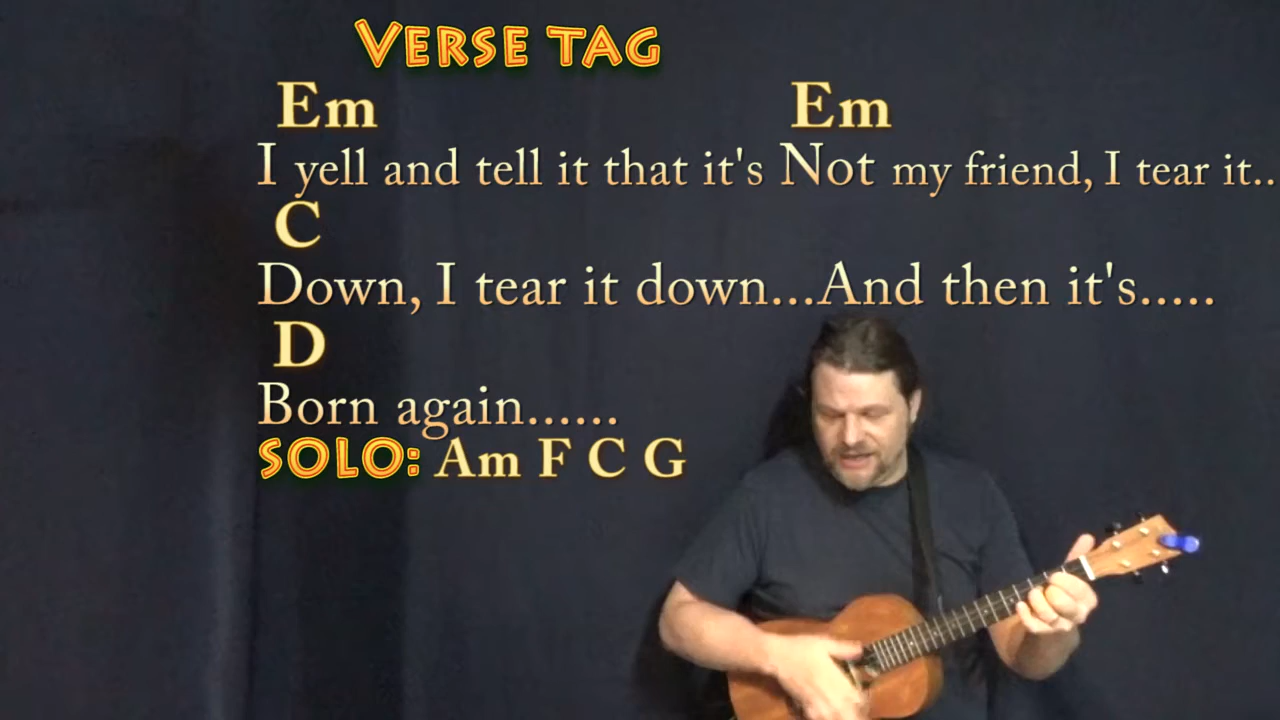 VERSE TAG
Em Em
I yell and tell it that it's Not my friend, I tear it..
C
Down, I tear it down...And then it's.....
D
Born again......
SOLO: Am F C G